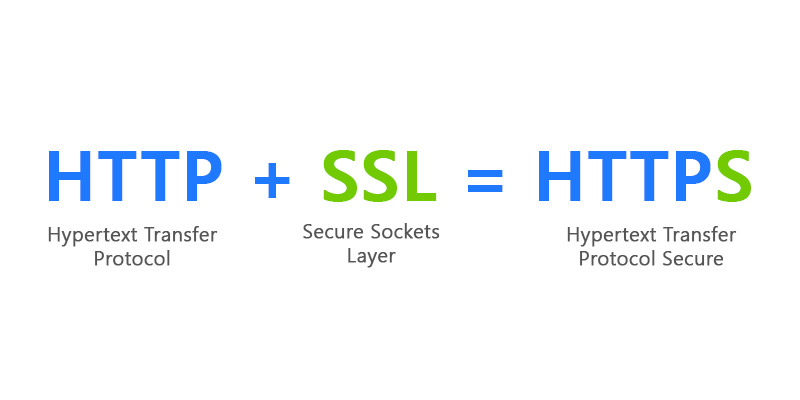 HTTP + SSL = HTTPS
Hypertext Transfer
Protocol
Secure Sockets
Layer
Hypertext Transfer
Protocol Secure